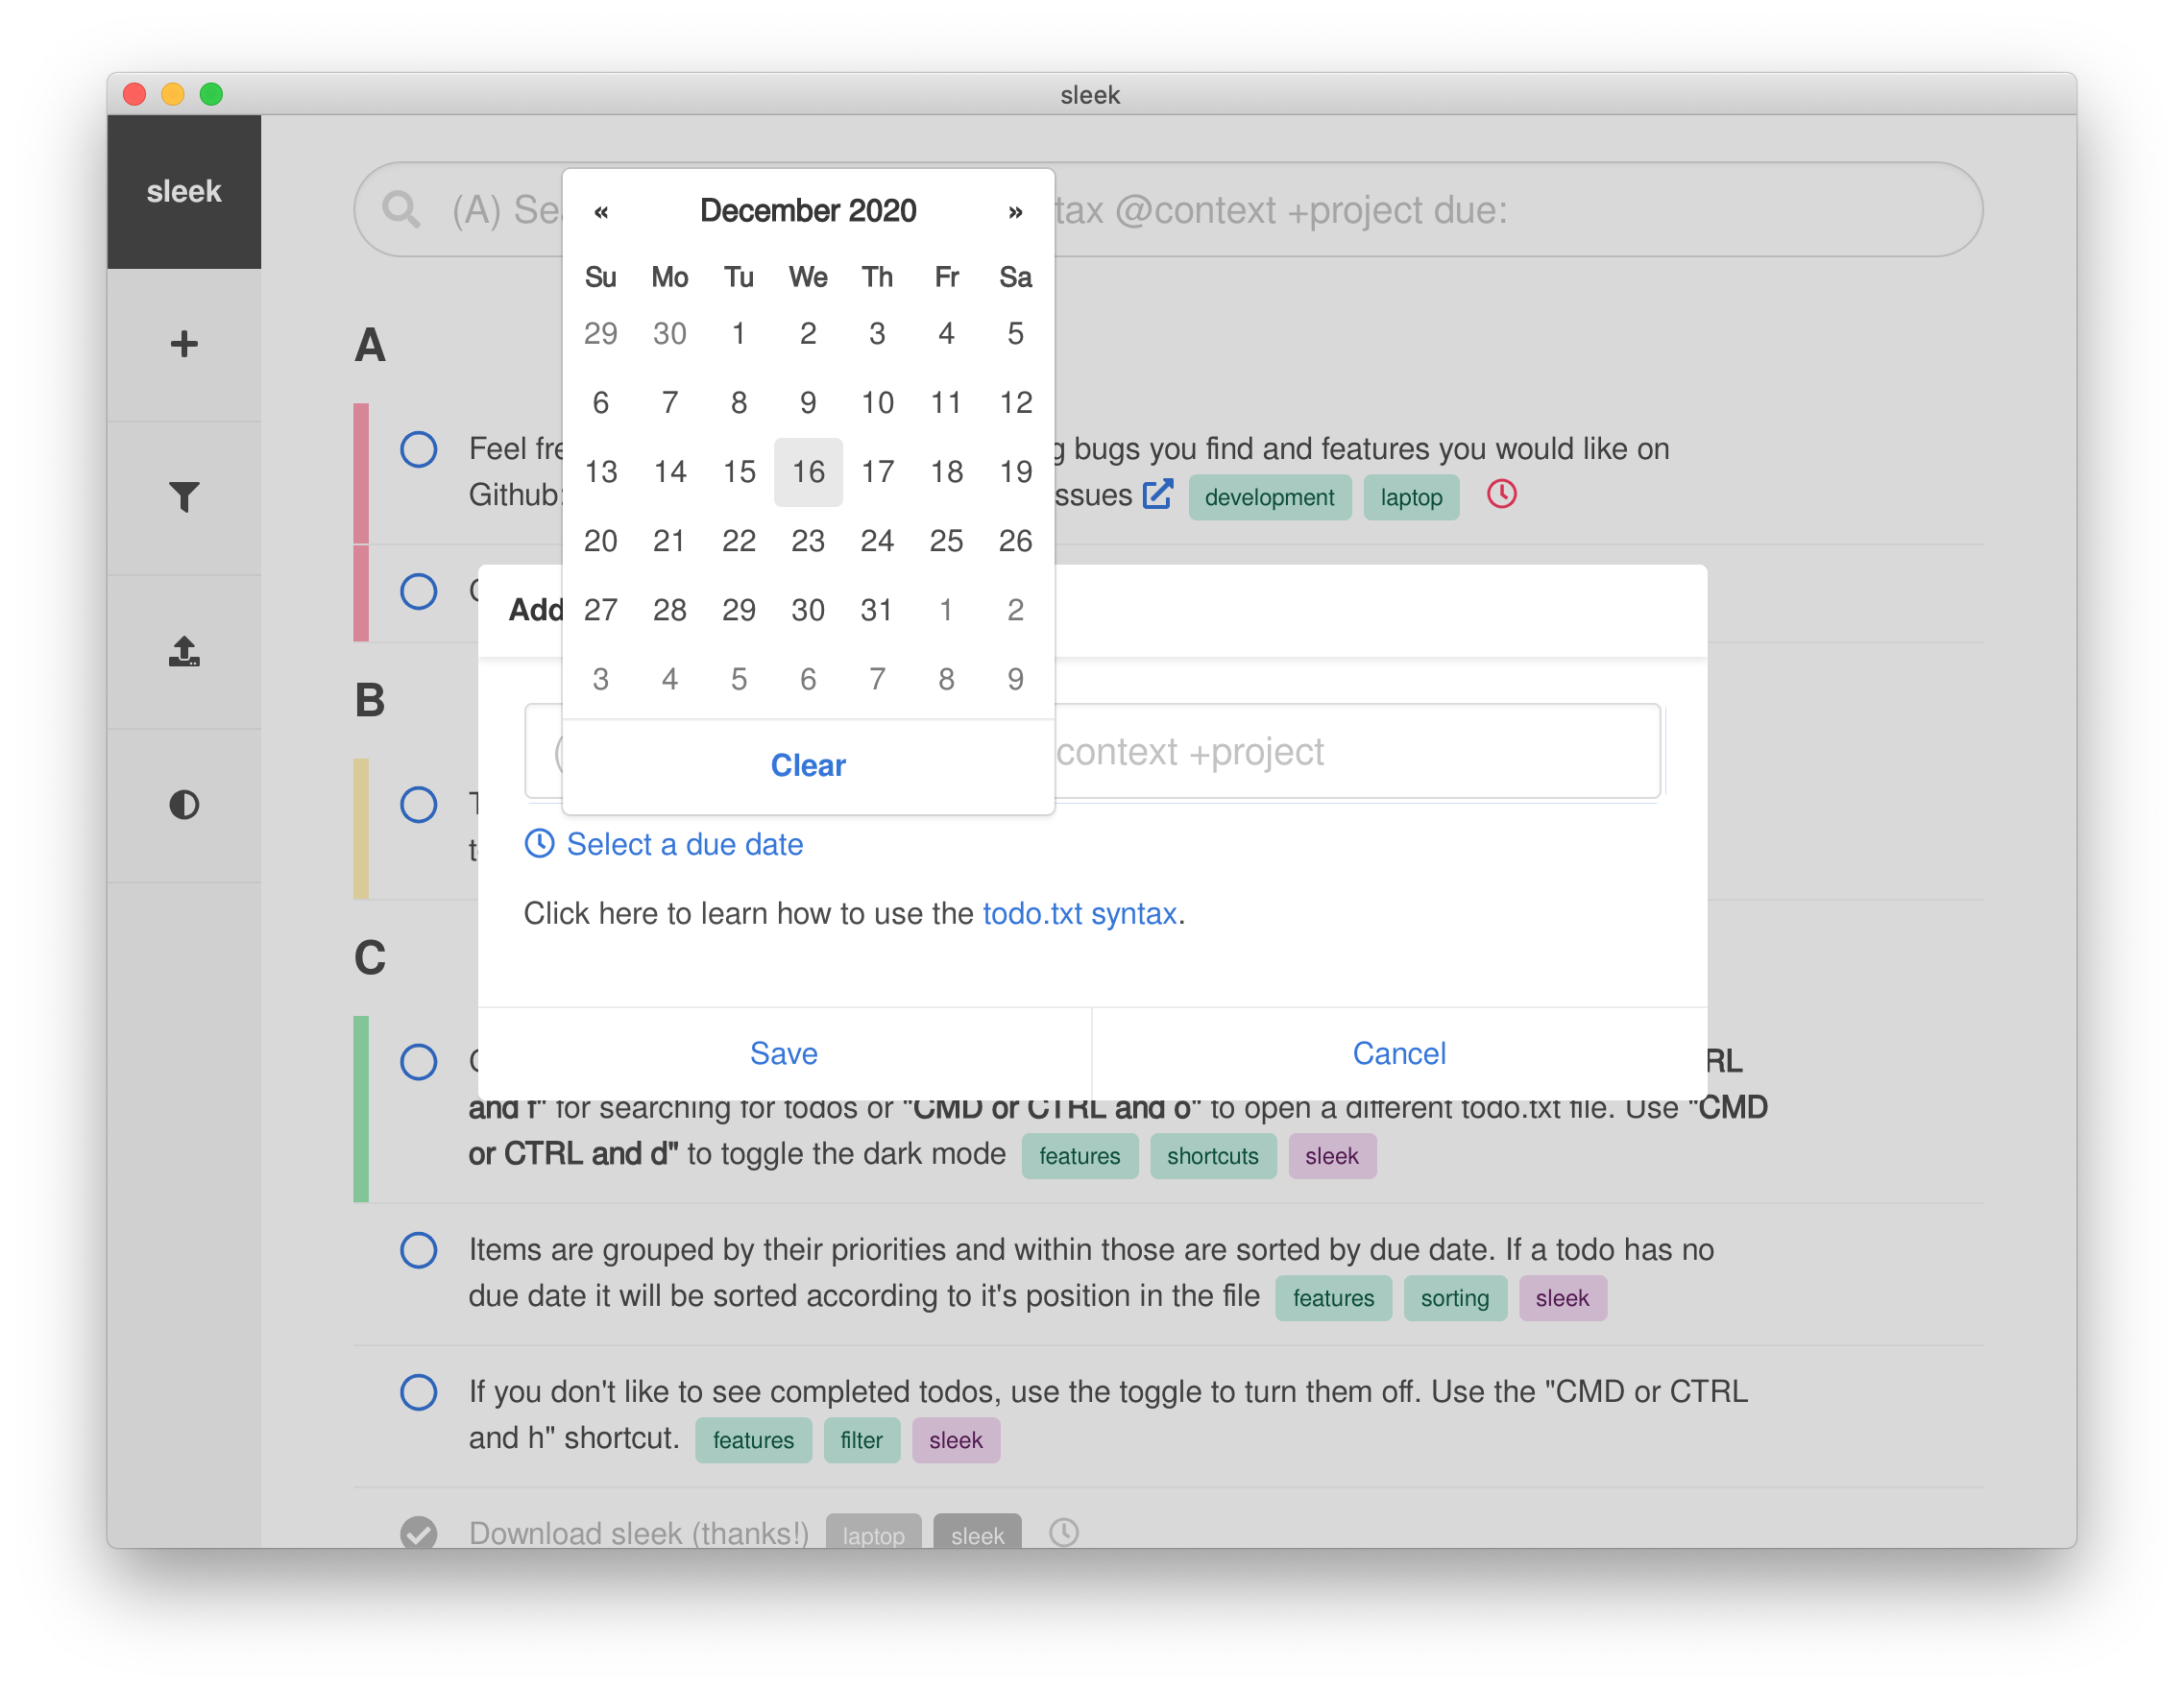 sleek
sleek
(A) Se
tax @context +project due:
« December 2020 »
Su Mo Tu We Th Fr Sa
29 30 1 2 3 4 5
6 7 8 9 10 11 12
13 14 15 16 17 18 19
20 21 22 23 24 25 26
27 28 29 30 31 1 2
3 4 5 6 7 8 9
Clear
A
Feel fre
g bugs you find and features you would like on
Github:
ssues development laptop
Add
context +project
Select a due date
Click here to learn how to use the todo.txt syntax.
Save Cancel
B
C
RL
and f" for searching for todos or "CMD or CTRL and o" to open a different todo.txt file. Use "CMD
or CTRL and d" to toggle the dark mode features shortcuts sleek
Items are grouped by their priorities and within those are sorted by due date. If a todo has no
due date it will be sorted according to it's position in the file features sorting sleek
If you don't like to see completed todos, use the toggle to turn them off. Use the "CMD or CTRL
and h" shortcut. features filter sleek
Download sleek (thanks!) laptop sleek